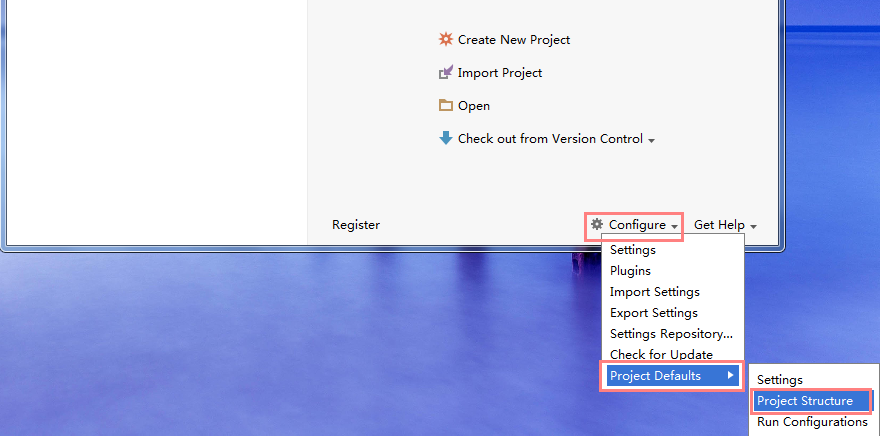 Create New Project
Import Project
Open
Check out from Version Control
Register
Configure
Get Help
Settings
Plugins
Import Settings
Export Settings
Settings Repository...
Check for Update
Project Defaults
Settings
Project Structure
Run Configurations